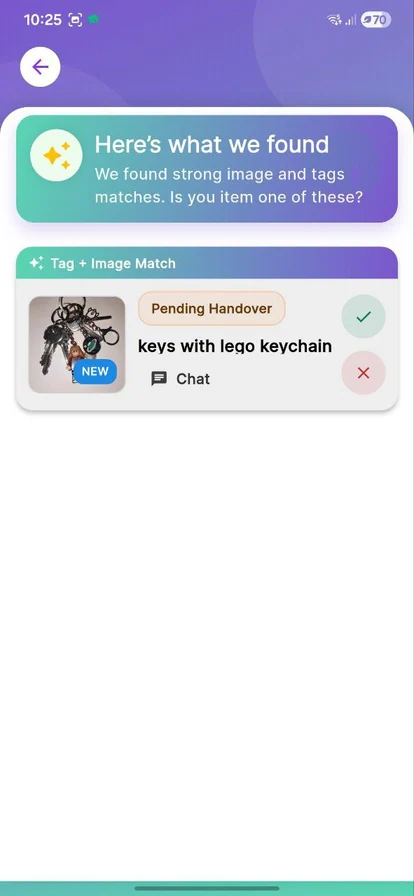 10:25
70
Here's what we found
We found strong image and tags
matches. Is you item one of these?
Tag + Image Match
Pending Handover
keys with lego keychain
NEW
Chat